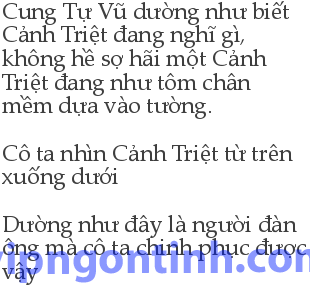 Cung Tự Vũ dường như biết
Cảnh Triệt đang nghĩ gì,
không hề sợ hãi một Cảnh
Triệt đang như tôm chân
mềm dựa vào tường.
Cô ta nhìn Cảnh Triệt từ trên
xuống dưới
Dường như đây là người đàn
ông mà cô ta chinh phục được
vậy
vipngontinh.com